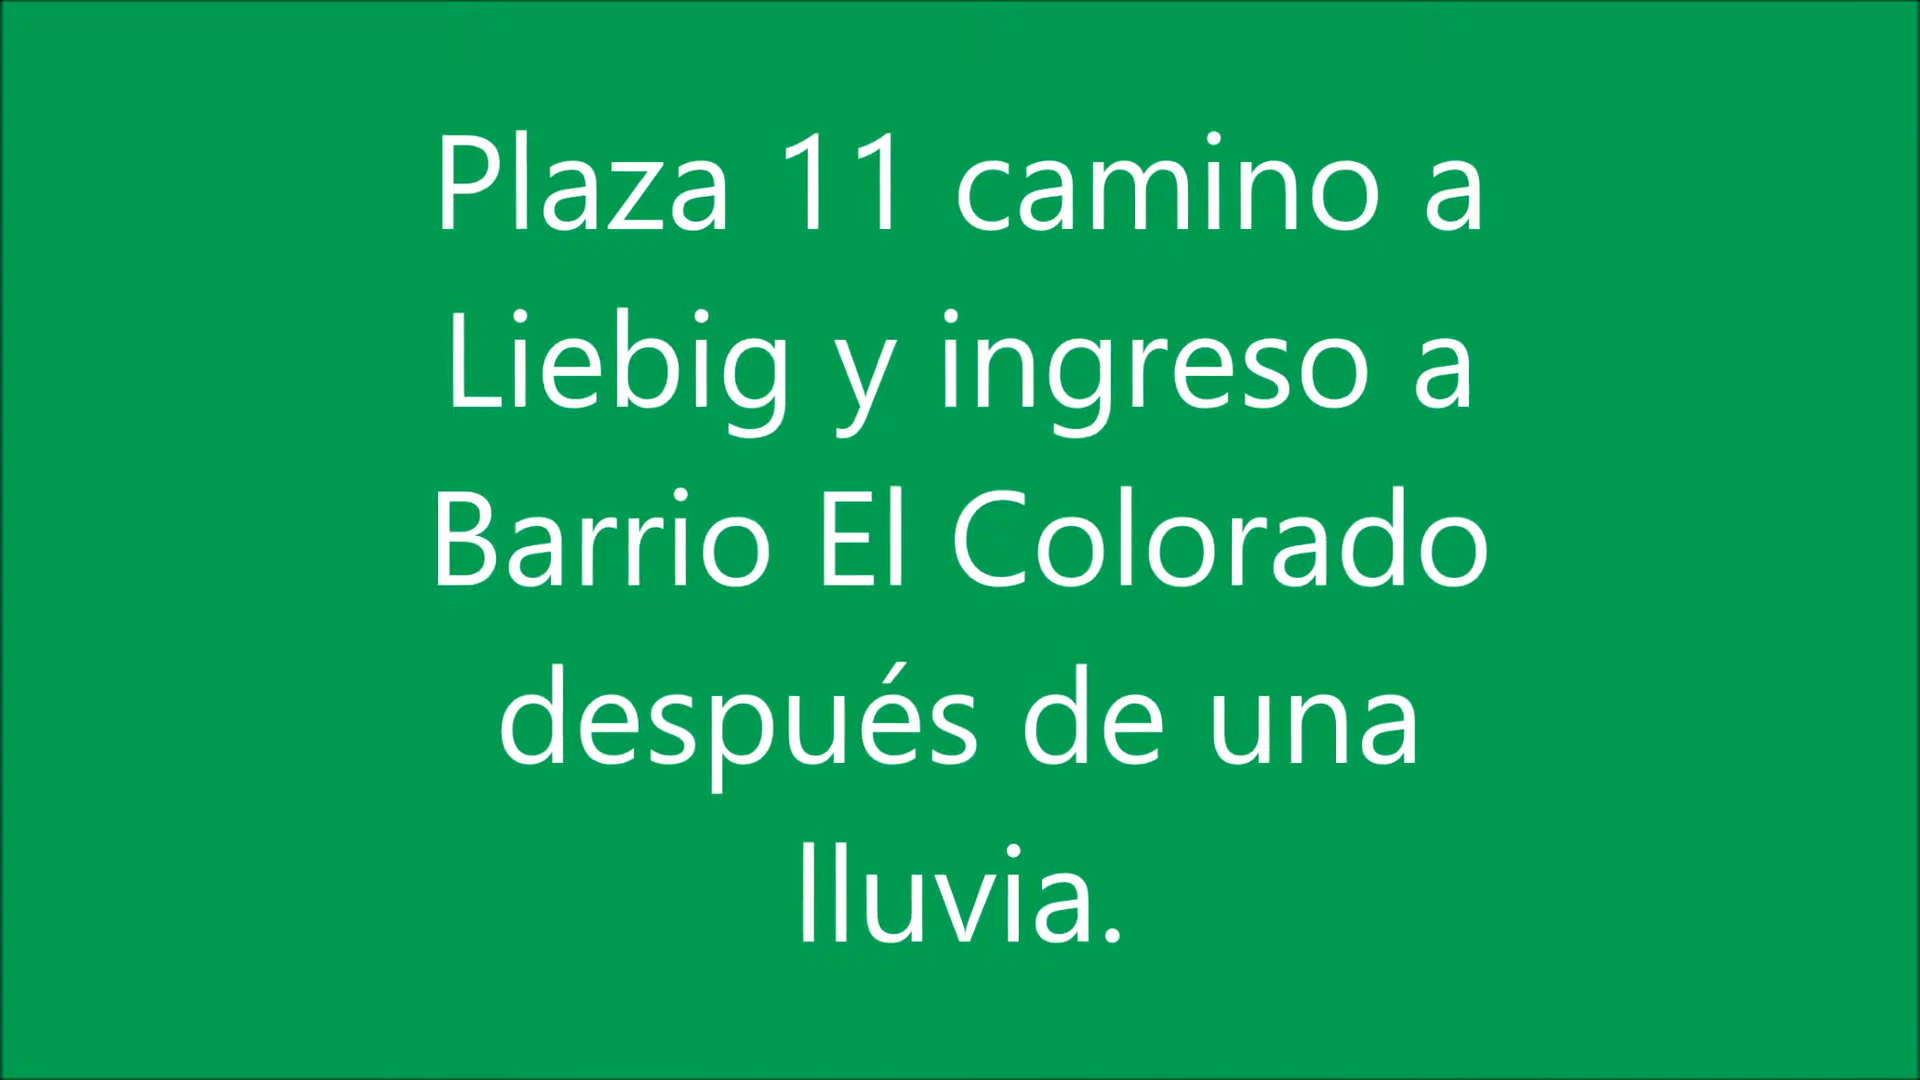 Plaza 11 camino a
Liebig y ingreso a
Barrio El Colorado
después de una
lluvia.